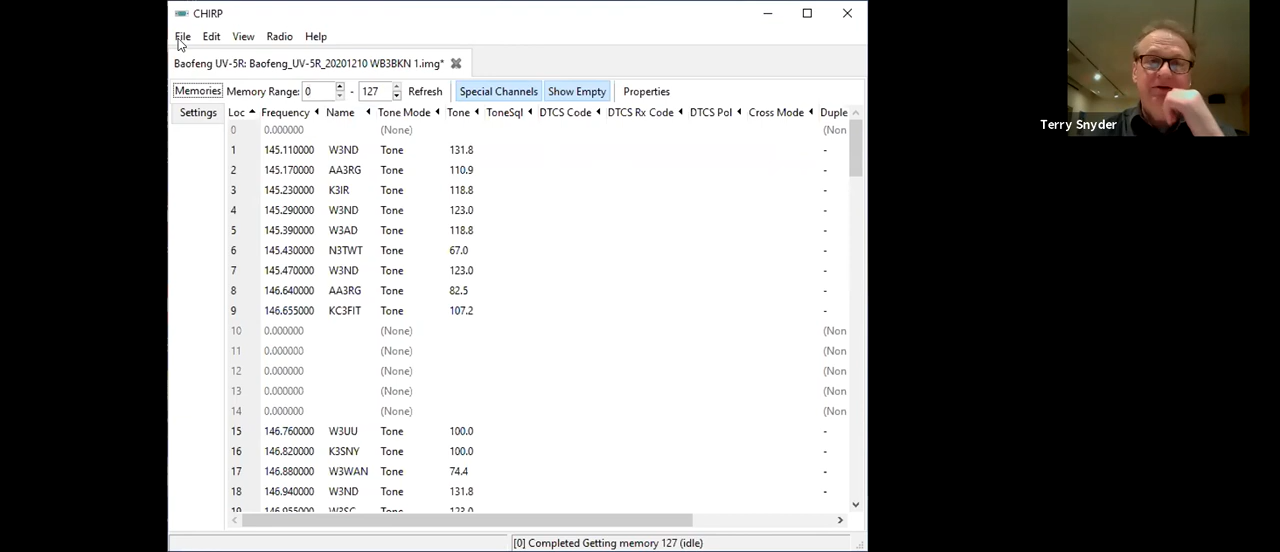 CHIRP
File Edit View Radio Help
Baofeng UV-5R: Baofeng_UV-5R_20201210 WB3BKN 1.img*
Memories Memory Range: 0 - 127 Refresh Special Channels Show Empty Properties
Settings
Loc Frequency Name Tone Mode Tone ToneSql DTCS Code DTCS Rx Code DTCS Pol Cross Mode Duple
0 0.000000 (None) (Non
1 145.110000 W3ND Tone 131.8 -
2 145.170000 AA3RG Tone 110.9 -
3 145.230000 K3IR Tone 118.8 -
4 145.290000 W3ND Tone 123.0 -
5 145.390000 W3AD Tone 118.8 -
6 145.430000 N3TWT Tone 67.0 -
7 145.470000 W3ND Tone 123.0 -
8 146.640000 AA3RG Tone 82.5 -
9 146.655000 KC3FIT Tone 107.2 -
10 0.000000 (None) (Non
11 0.000000 (None) (Non
12 0.000000 (None) (Non
13 0.000000 (None) (Non
14 0.000000 (None) (Non
15 146.760000 W3UU Tone 100.0 -
16 146.820000 K3SNY Tone 100.0 -
17 146.880000 W3WAN Tone 74.4 -
18 146.940000 W3ND Tone 131.8 -
19 146.955000 W3SC Tone 123.0
[0] Completed Getting memory 127 (idle)
Terry Snyder